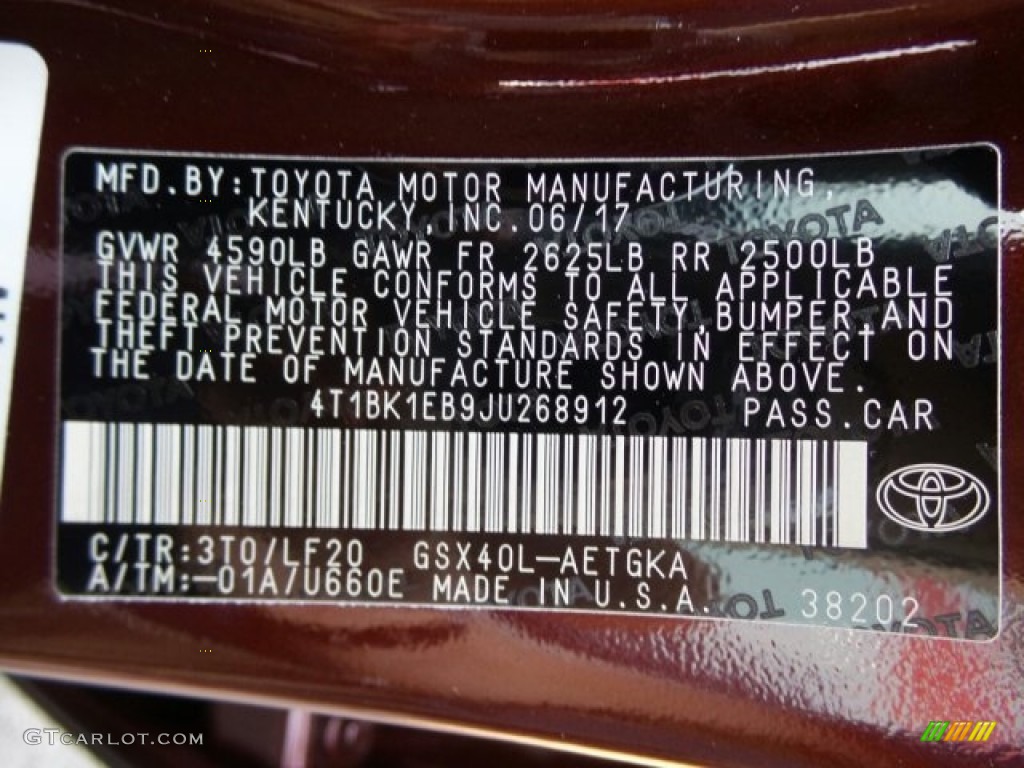 MFD.BY:TOYOTA MOTOR MANUFACTURING,
KENTUCKY,INC.06/17
GVWR 4590LB GAWR FR 2625LB RR 2500LB
THIS VEHICLE CONFORMS TO ALL APPLICABLE
FEDERAL MOTOR VEHICLE SAFETY,BUMPER,AND
THEFT PREVENTION STANDARDS IN EFFECT ON
THE DATE OF MANUFACTURE SHOWN ABOVE.
4T1BK1EB9JU268912 PASS.CAR
C/TR:3T0/LF20 GSX40L-AETGKA
A/TM:-01A/U660E MADE IN U.S.A. 38202
TOYOTA
GTCARLOT.COM